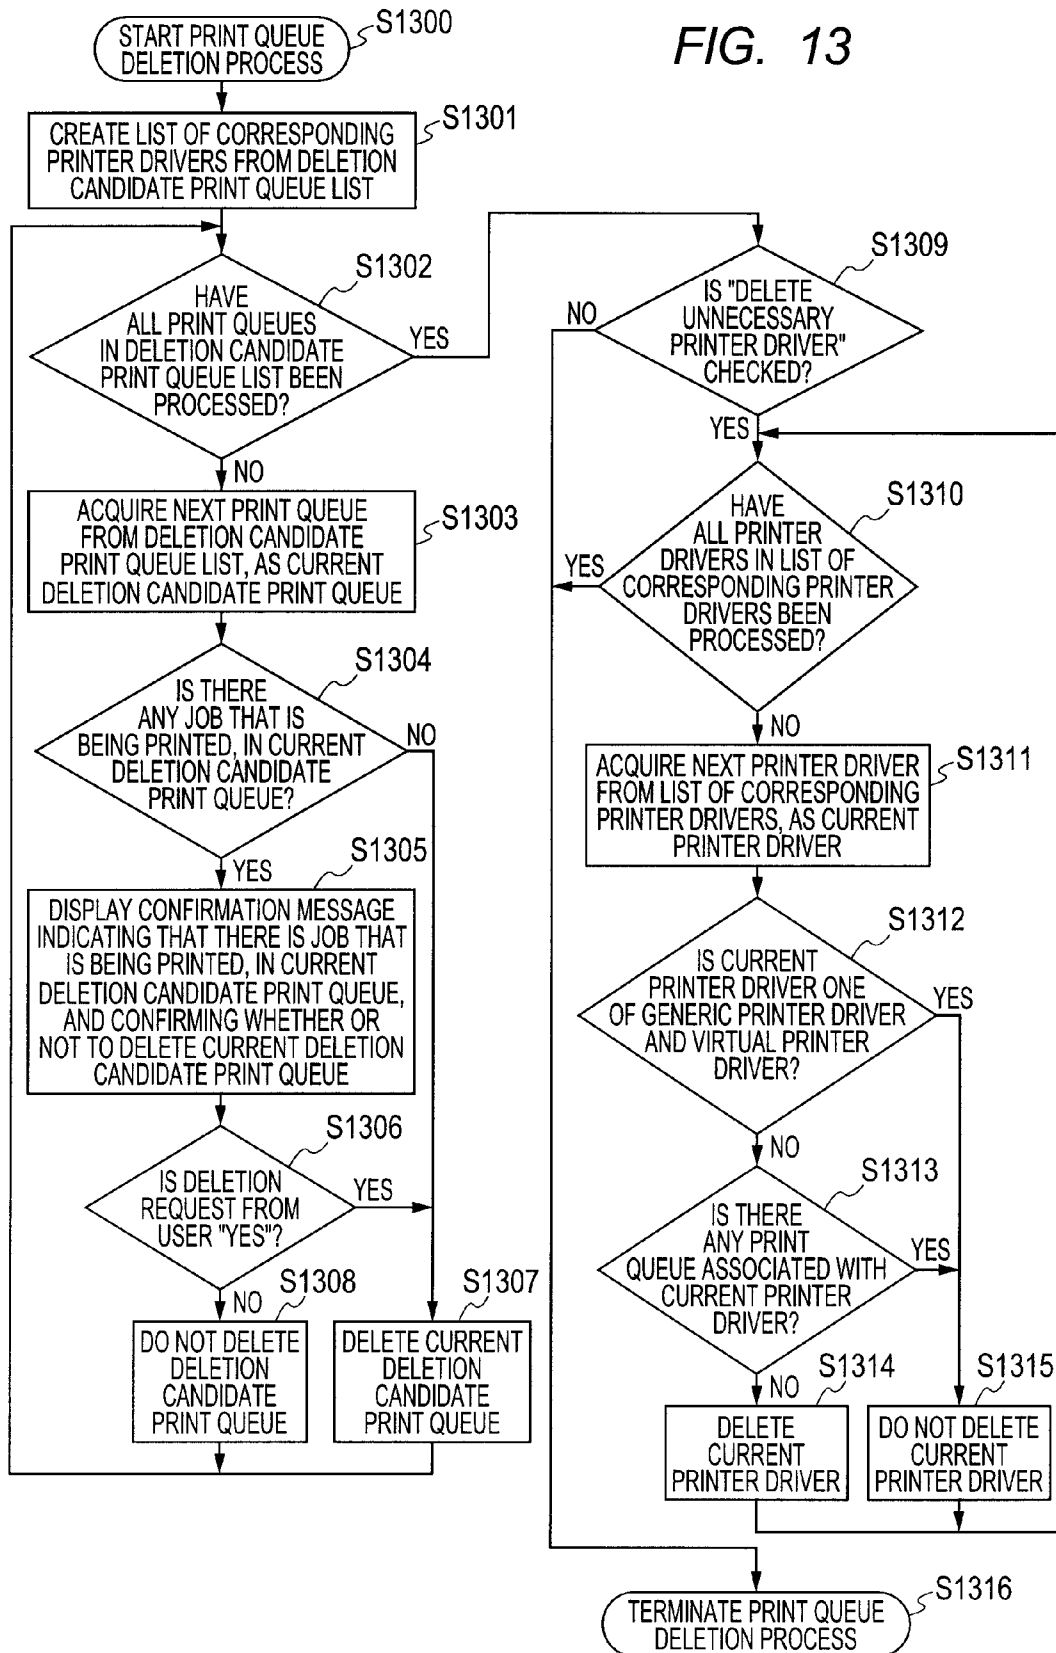 FIG. 13
START PRINT QUEUE
DELETION PROCESS
S1300
CREATE LIST OF CORRESPONDING
PRINTER DRIVERS FROM DELETION
CANDIDATE PRINT QUEUE LIST
S1301
HAVE
ALL PRINT QUEUES
IN DELETION CANDIDATE
PRINT QUEUE LIST BEEN
PROCESSED?
S1302
YES
NO
ACQUIRE NEXT PRINT QUEUE
FROM DELETION CANDIDATE
PRINT QUEUE LIST, AS CURRENT
DELETION CANDIDATE PRINT QUEUE
S1303
IS THERE
ANY JOB THAT IS
BEING PRINTED, IN CURRENT
DELETION CANDIDATE
PRINT QUEUE?
S1304
NO
YES
DISPLAY CONFIRMATION MESSAGE
INDICATING THAT THERE IS JOB THAT
IS BEING PRINTED, IN CURRENT
DELETION CANDIDATE PRINT QUEUE,
AND CONFIRMING WHETHER OR
NOT TO DELETE CURRENT DELETION
CANDIDATE PRINT QUEUE
S1305
IS DELETION
REQUEST FROM
USER "YES"?
S1306
YES
NO
DO NOT DELETE
DELETION
CANDIDATE
PRINT QUEUE
S1308
DELETE CURRENT
DELETION
CANDIDATE
PRINT QUEUE
S1307
IS "DELETE
UNNECESSARY
PRINTER DRIVER"
CHECKED?
S1309
NO
YES
HAVE
ALL PRINTER
DRIVERS IN LIST OF
CORRESPONDING PRINTER
DRIVERS BEEN
PROCESSED?
S1310
YES
NO
ACQUIRE NEXT PRINTER DRIVER
FROM LIST OF CORRESPONDING
PRINTER DRIVERS, AS CURRENT
PRINTER DRIVER
S1311
IS CURRENT
PRINTER DRIVER ONE
OF GENERIC PRINTER DRIVER
AND VIRTUAL PRINTER
DRIVER?
S1312
YES
NO
IS THERE
ANY PRINT
QUEUE ASSOCIATED WITH
CURRENT PRINTER
DRIVER?
S1313
YES
NO
DELETE
CURRENT
PRINTER DRIVER
S1314
DO NOT DELETE
CURRENT
PRINTER DRIVER
S1315
TERMINATE PRINT QUEUE
DELETION PROCESS
S1316